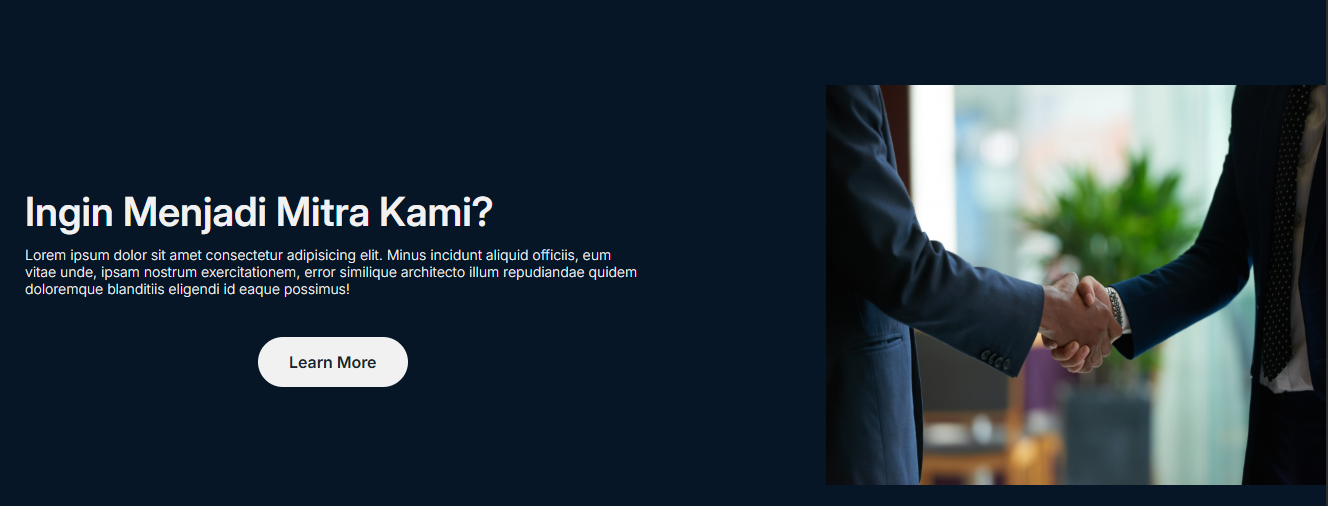 Ingin Menjadi Mitra Kami?
Lorem ipsum dolor sit amet consectetur adipisicing elit. Minus incidunt aliquid officiis, eum
vitae unde, ipsam nostrum exercitationem, error similique architecto illum repudiandae quidem
doloremque blanditiis eligendi id eaque possimus!
Learn More